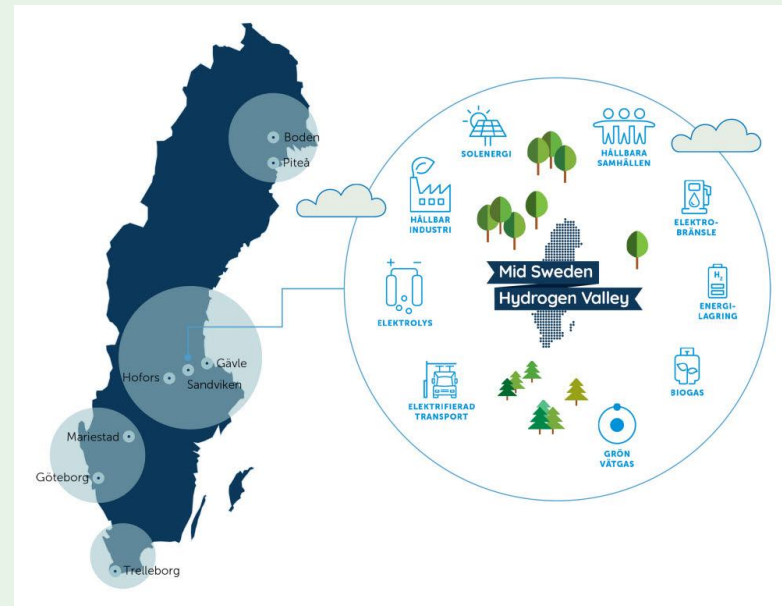 Boden
Piteå
Gävle
Hofors
Sandviken
Mariestad
Göteborg
Trelleborg
SOLENERGI
HÅLLBARA
SAMHÄLLEN
HÅLLBAR
INDUSTRI
ELEKTRO-
BRÄNSLE
Mid Sweden
Hydrogen Valley
+ –
ELEKTROLYS
H₂
ENERGI-
LAGRING
ELEKTRIFIERAD
TRANSPORT
BIOGAS
GRÖN
VÄTGAS